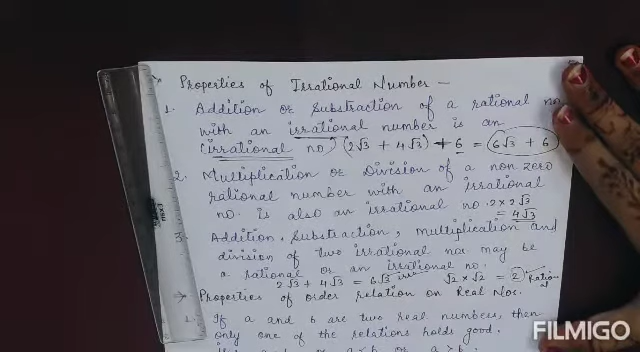 Properties of Irrational Number -
1. Addition or Substraction of a rational no
with an irrational number is an
irrational no (2√3 + 4√3) + 6 = 6√3 + 6
2. Multiplication or Division of a non zero
rational number with an irrational
no. is also an irrational no. 2 x 2√3
= 4√3
Addition, Substraction, Multiplication and
division of two irrational nos may be
a rational or an irrational no.
2√3 + 4√3 = 6√3 √2 x √2 = 2
→ Properties of order relation on Real Nos.
1. If a and b are two real numbers, then
only one of the relations holds good.
FILMIGO